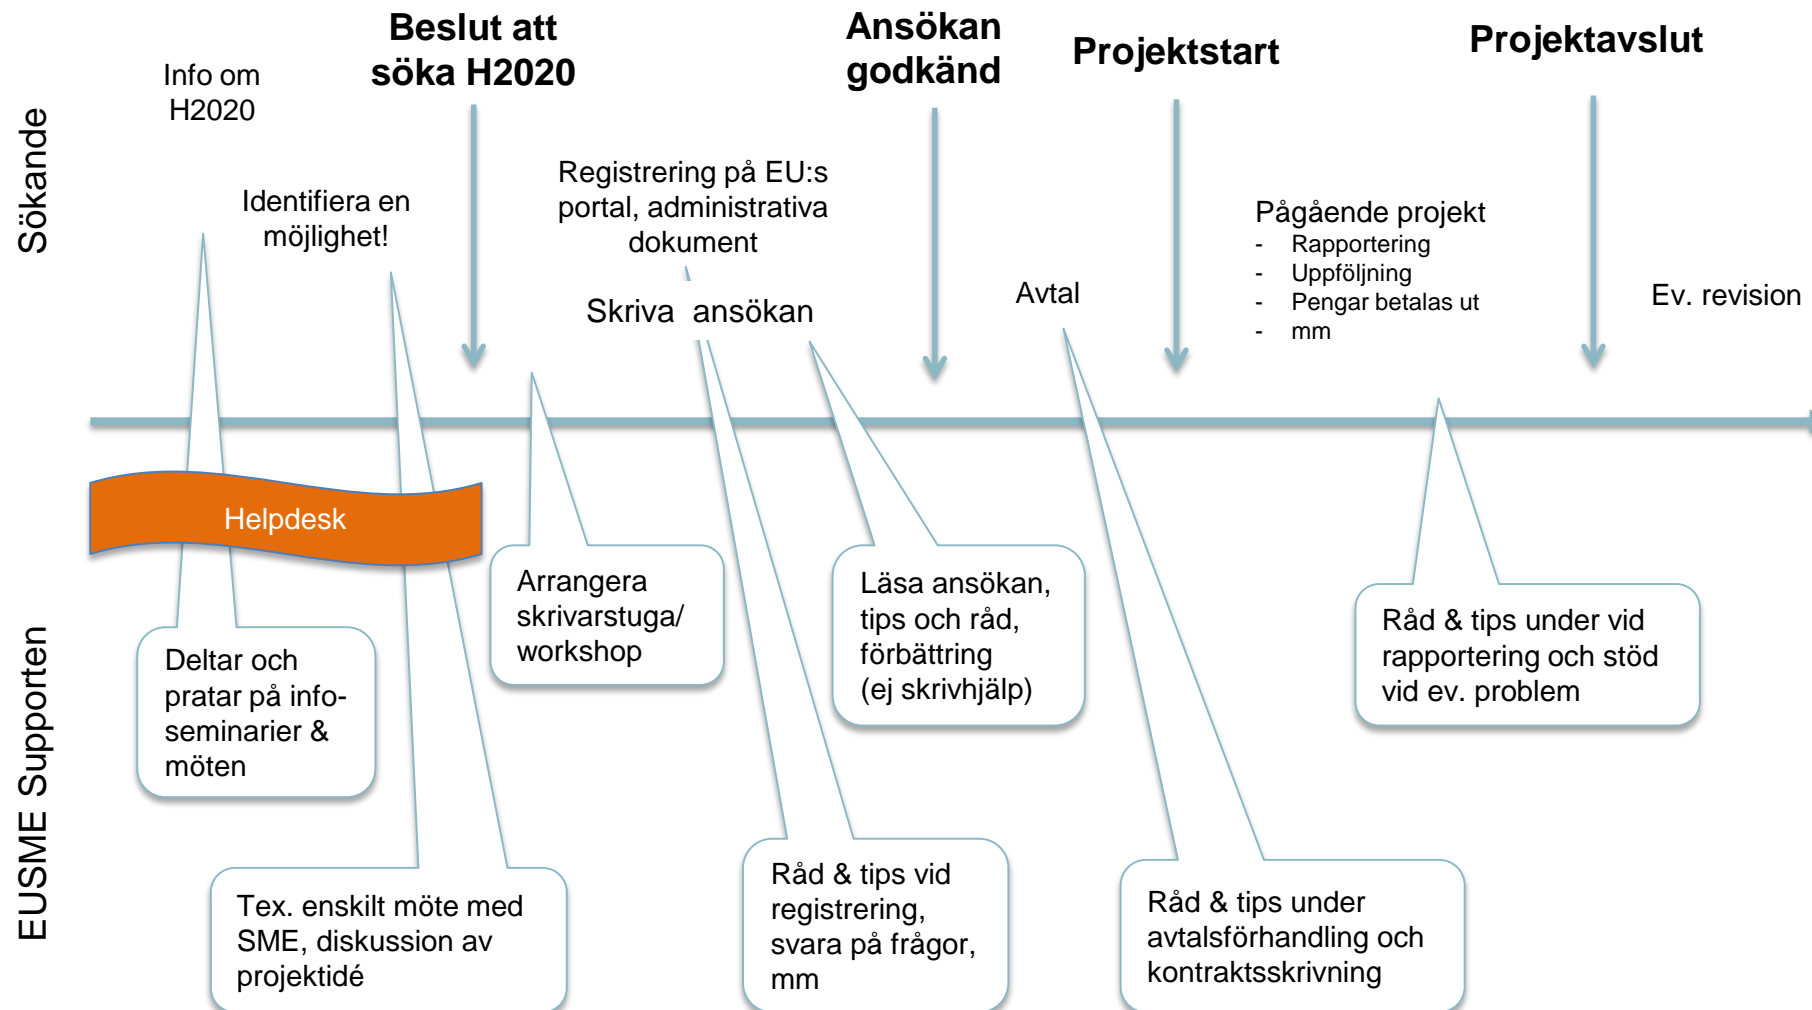 Beslut att
söka H2020
Ansökan
godkänd
Projektstart
Projektavslut
Sökande
Info om
H2020
Identifiera en
möjlighet!
Registrering på EU:s
portal, administrativa
dokument
Skriva  ansökan
Avtal
Pågående projekt
- Rapportering
- Uppföljning
- Pengar betalas ut
- mm
Ev. revision
EUSME Supporten
Helpdesk
Deltar och
pratar på info-
seminarier &
möten
Tex. enskilt möte med
SME, diskussion av
projektidé
Arrangera
skrivarstuga/
workshop
Råd & tips vid
registrering,
svara på frågor,
mm
Läsa ansökan,
tips och råd,
förbättring
(ej skrivhjälp)
Råd & tips under
avtalsförhandling och
kontraktsskrivning
Råd & tips under vid
rapportering och stöd
vid ev. problem